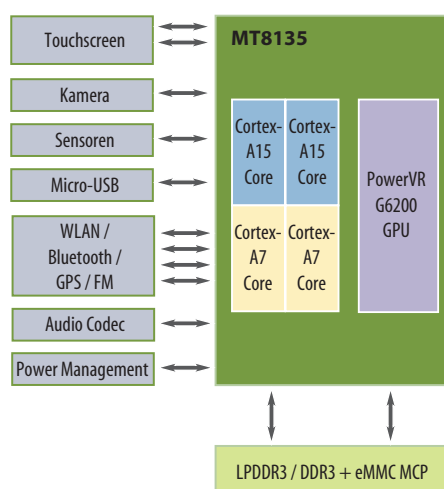 Touchscreen
Kamera
Sensoren
Micro-USB
WLAN /
Bluetooth /
GPS / FM
Audio Codec
Power Management
MT8135
Cortex-
A15
Core
Cortex-
A15
Core
Cortex-
A7
Core
Cortex-
A7
Core
PowerVR
G6200
GPU
LPDDR3 / DDR3 + eMMC MCP